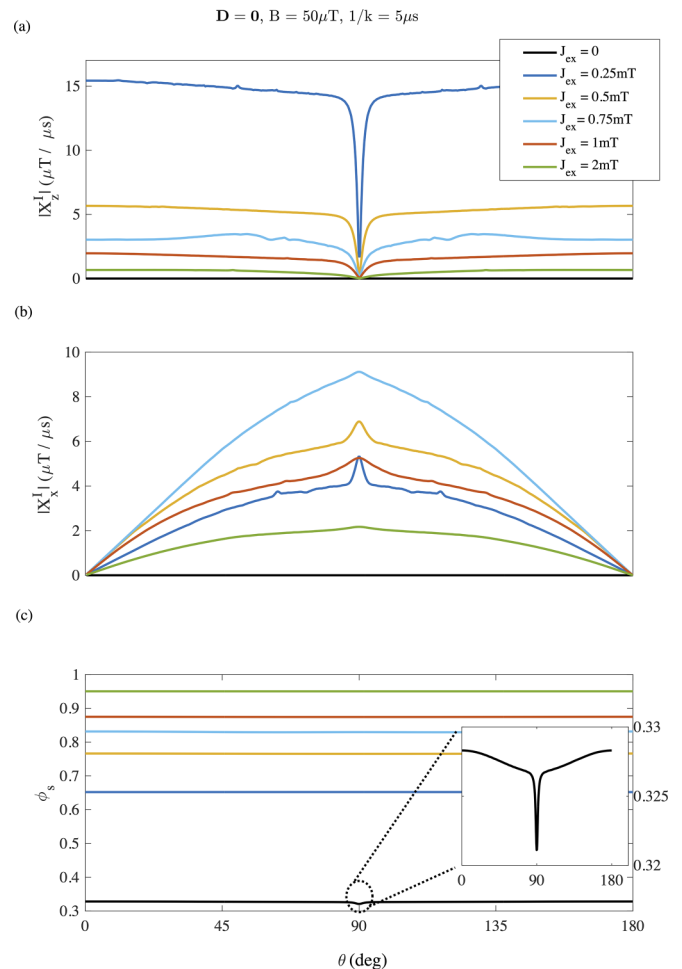 D = 0, B = 50μT, 1/k = 5μs
(a)
J_ex = 0
J_ex = 0.25mT
J_ex = 0.5mT
J_ex = 0.75mT
J_ex = 1mT
J_ex = 2mT
|X_z^I| (μT / μs)
15
10
5
0
(b)
|X_x^I| (μT / μs)
10
8
6
4
2
0
(c)
ϕ_s
1
0.9
0.8
0.7
0.6
0.5
0.4
0.3
0.33
0.325
0.32
0 90 180
0 45 90 135 180
θ (deg)